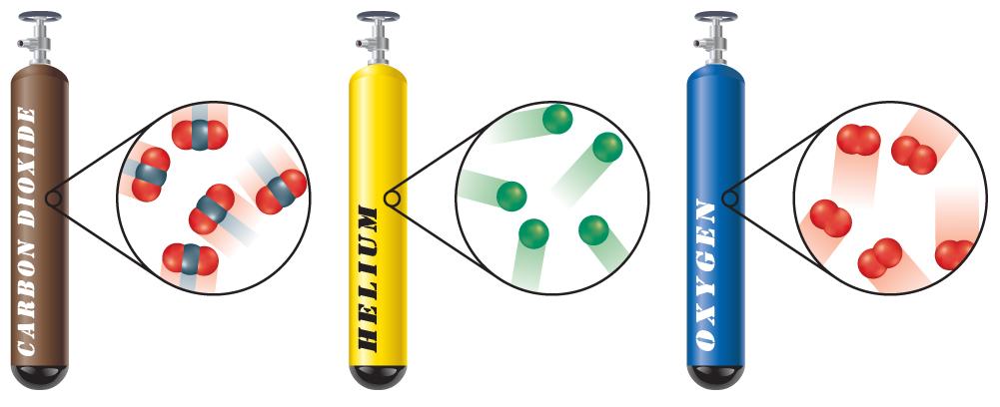 CARBON DIOXIDE
HELIUM
OXYGEN